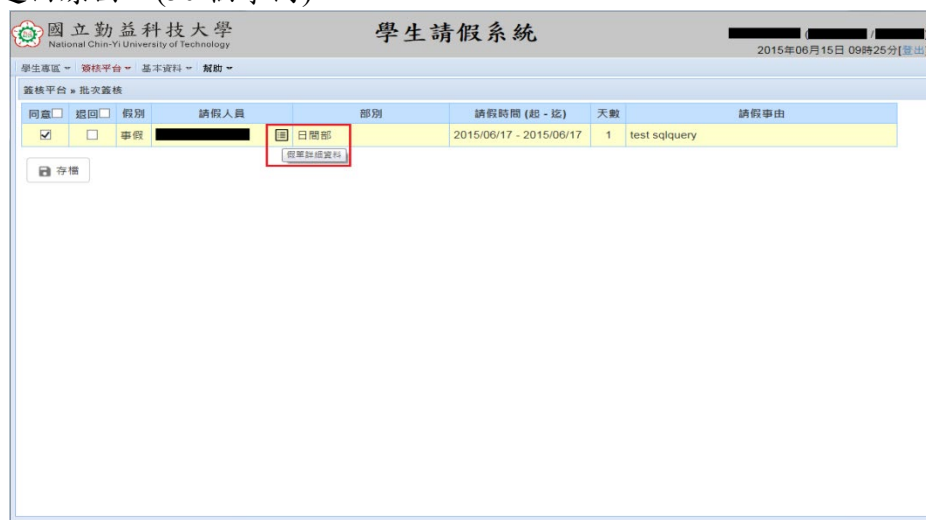 國立勤益科技大學
National Chin-Yi University of Technology
學生請假系統
( /
2015年06月15日 09時25分[登出]
學生專區 簽核平台 基本資料 幫助
簽核平台 » 批次簽核
同意 退回 假別 請假人員 部別 請假時間 (起 - 迄) 天數 請假事由
事假 日間部 2015/06/17 - 2015/06/17 1 test sqlquery
假單詳細資料
存檔